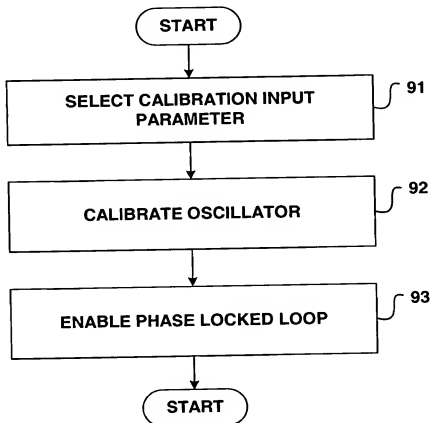 START
SELECT CALIBRATION INPUT
PARAMETER
91
CALIBRATE OSCILLATOR
92
ENABLE PHASE LOCKED LOOP
93
START